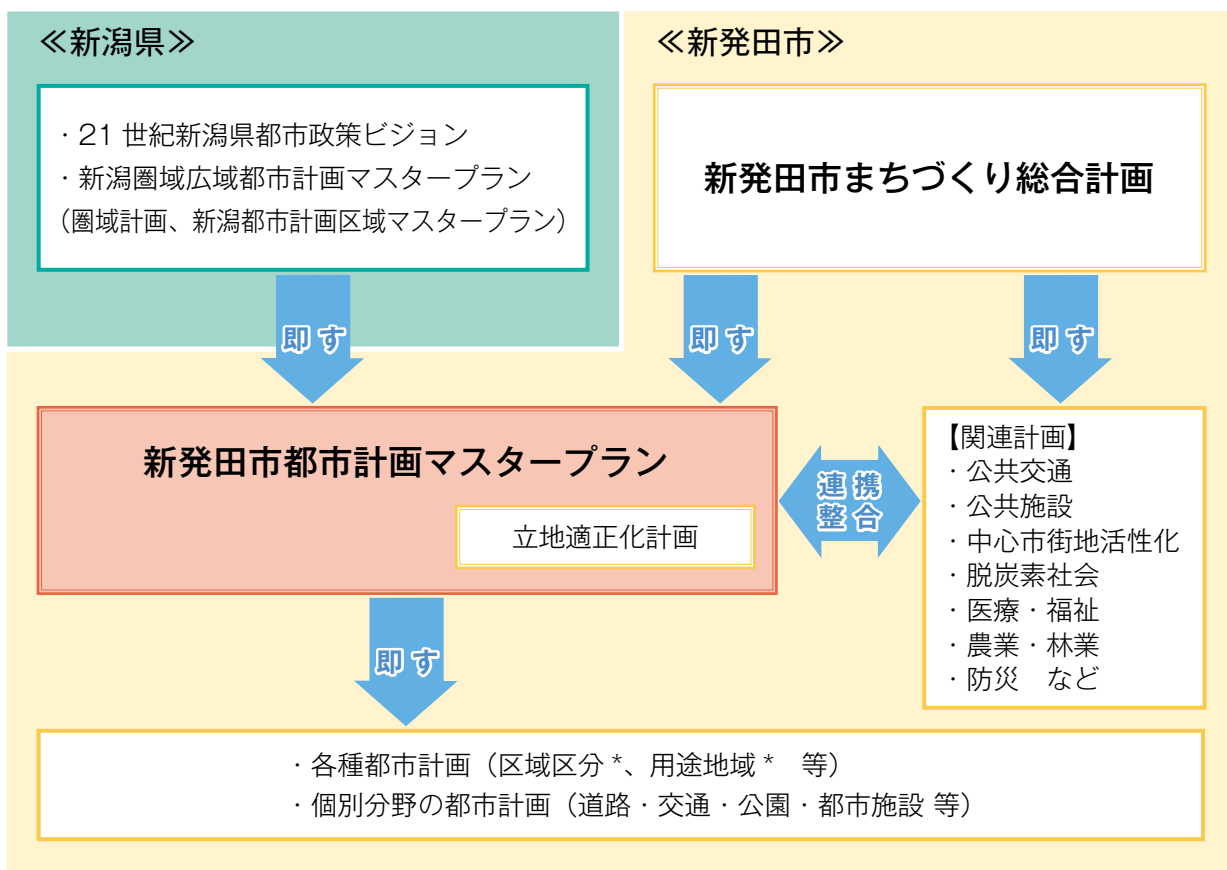 ≪新潟県≫
・21 世紀新潟県都市政策ビジョン
・新潟圏域広域都市計画マスタープラン
（圏域計画、新潟都市計画区域マスタープラン）
≪新発田市≫
新発田市まちづくり総合計画
即す
即す
即す
新発田市都市計画マスタープラン
立地適正化計画
連携
整合
【関連計画】
・公共交通
・公共施設
・中心市街地活性化
・脱炭素社会
・医療・福祉
・農業・林業
・防災　など
即す
・各種都市計画（区域区分 *、用途地域 *　等）
・個別分野の都市計画（道路・交通・公園・都市施設 等）